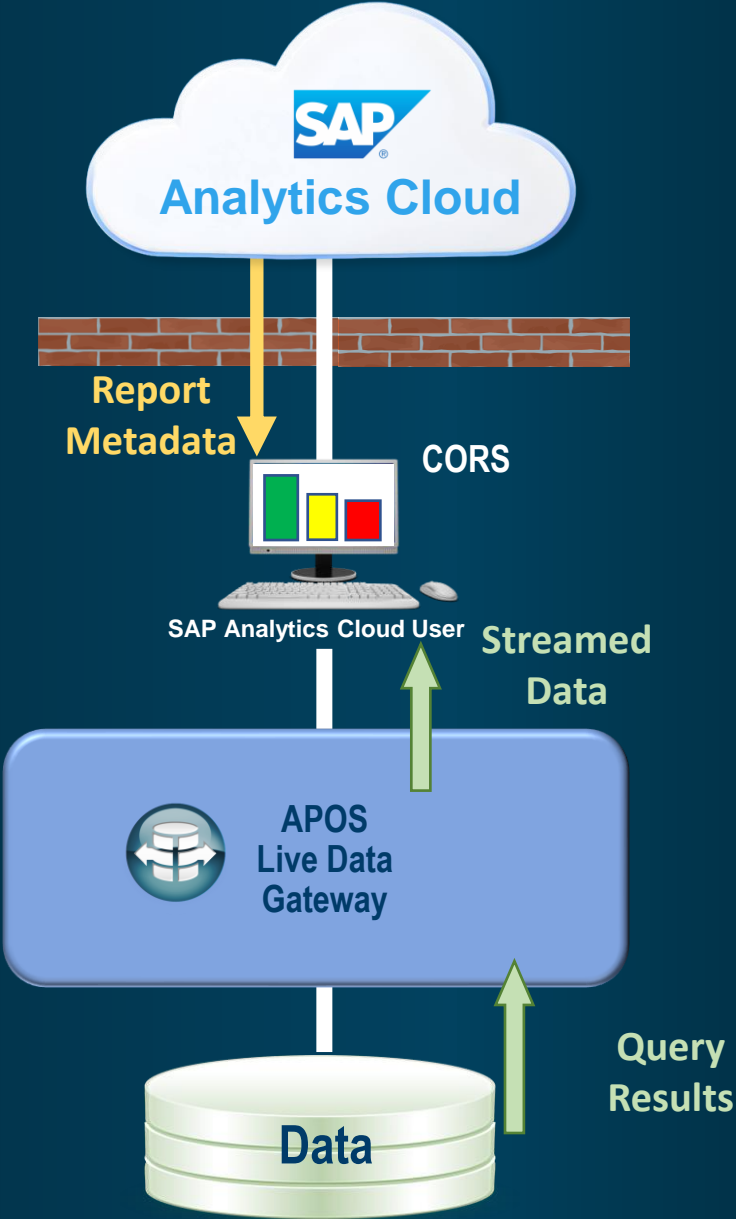 SAP
®
Analytics Cloud
Report
Metadata
CORS
SAP Analytics Cloud User
Streamed
Data
APOS
Live Data
Gateway
Query
Results
Data